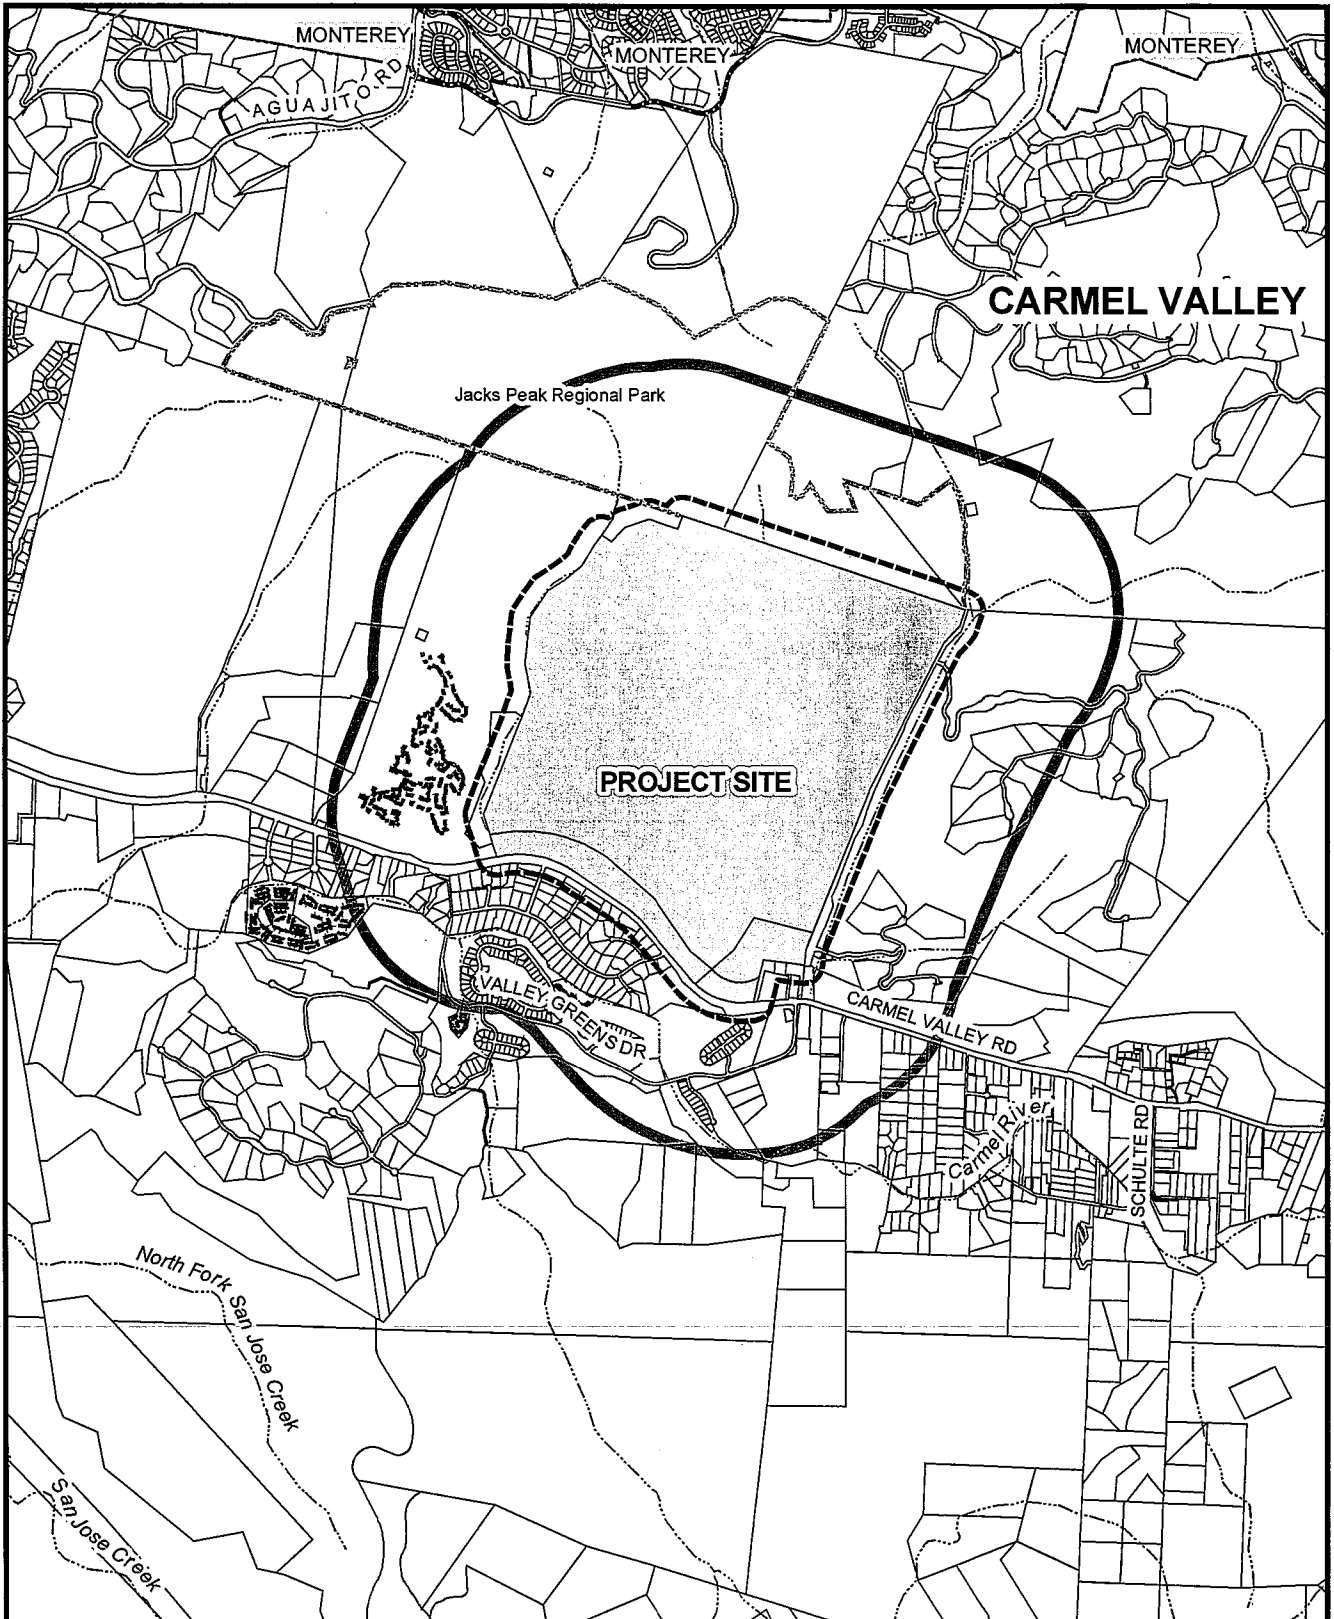 MONTEREY
MONTEREY
MONTEREY
AGUAJITO RD
CARMEL VALLEY
Jacks Peak Regional Park
PROJECT SITE
VALLEY GREENS DR
CARMEL VALLEY RD
Carmel River
SCHULTE RD
North Fork San Jose Creek
San Jose Creek